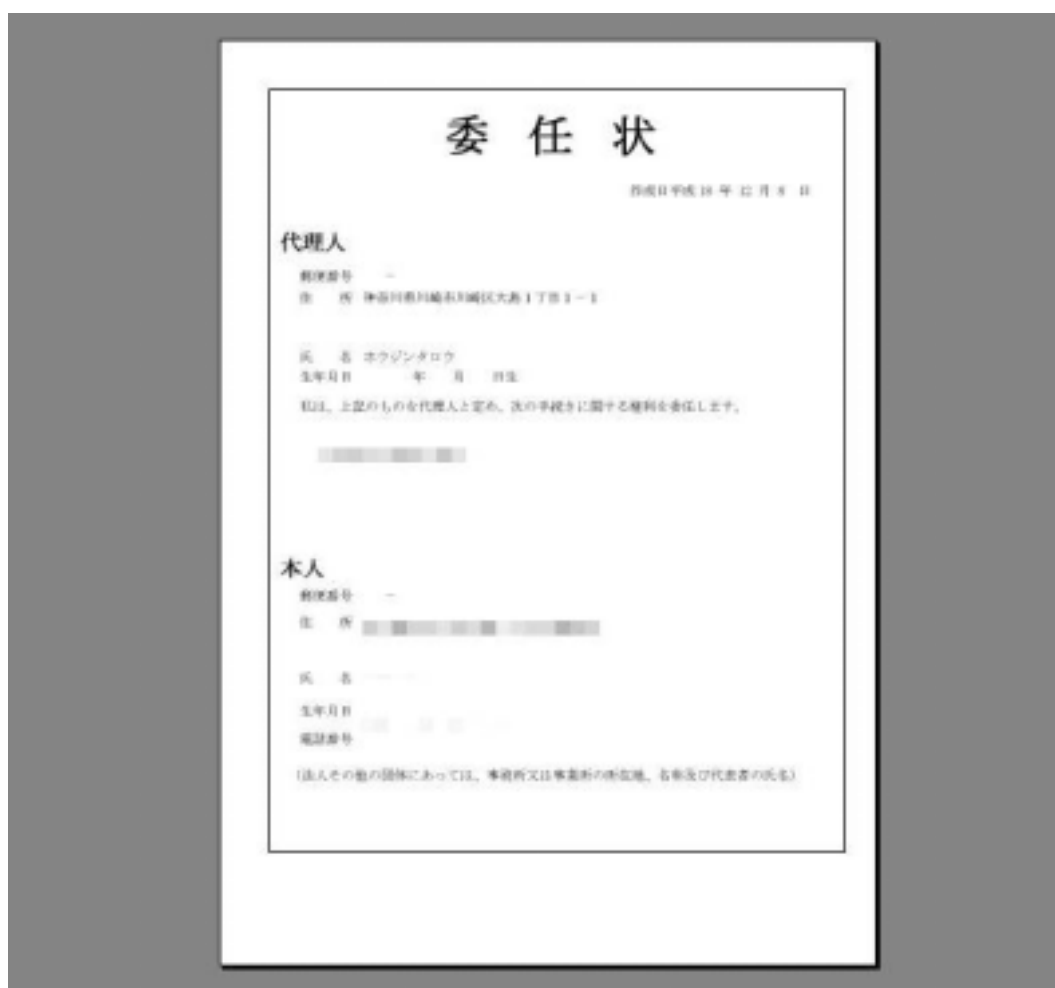 委 任 状
作成日平成 18 年 12 月 8 日
代理人
郵便番号 －
住 所 神奈川県川崎市川崎区大島１丁目１－１
氏 名 ホウジンタロウ
生年月日 年 月 日生
私は、上記のものを代理人と定め、次の手続きに関する権利を委任します。
本人
郵便番号 －
住 所
氏 名
生年月日
電話番号
(法人その他の団体にあっては、事務所又は事業所の所在地、名称及び代表者の氏名)